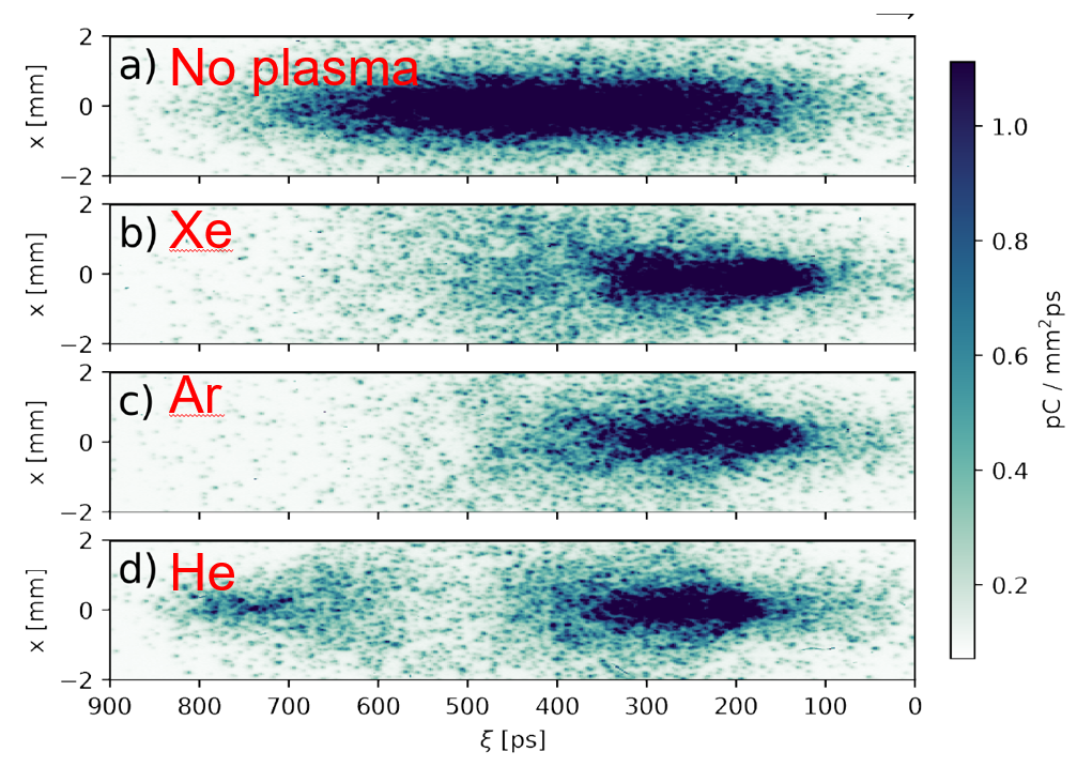 2
0
−2
x [mm]
a) No plasma
2
0
−2
x [mm]
b) Xe
2
0
−2
x [mm]
c) Ar
2
0
−2
x [mm]
d) He
900 800 700 600 500 400 300 200 100 0
ξ [ps]
1.0
0.8
0.6
0.4
0.2
pC / mm²ps